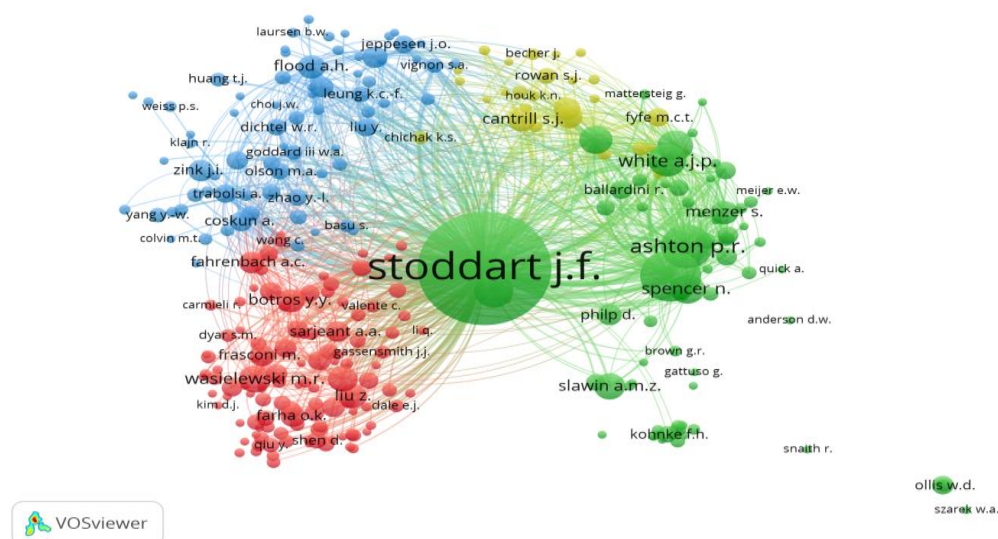 laursen b.w.
jeppesen j.o.
becher j.
flood a.h.
vignon s.a.
rowan s.j.
huang t.j.
leung k.c.-f.
houk k.n.
mattersteig g.
weiss p.s.
choi j.w.
cantrill s.j.
fyfe m.c.t.
dichtel w.r.
liu y.
chichak k.s.
klajn r.
goddard iii w.a.
white a.j.p.
zink j.i.
olson m.a.
trabolsi a.
zhao y.-l.
ballardini r.
meijer e.w.
yang y.-w.
coskun a.
basu s.
menzer s.
colvin m.t.
wang c.
ashton p.r.
fahrenbach a.c.
stoddart j.f.
quick a.
carmieli r.
botros y.y.
valente c.
spencer n.
philp d.
anderson d.w.
dyar s.m.
sarjeant a.a.
li q.
frasconi m.
gassensmith j.j.
brown g.r.
gattuso g.
wasielewski m.r.
slawin a.m.z.
kim d.j.
liu z.
dale e.j.
farha o.k.
qiu y.
shen d.
kohnke f.h.
snaith r.
ollis w.d.
szarek w.a.
VOSviewer